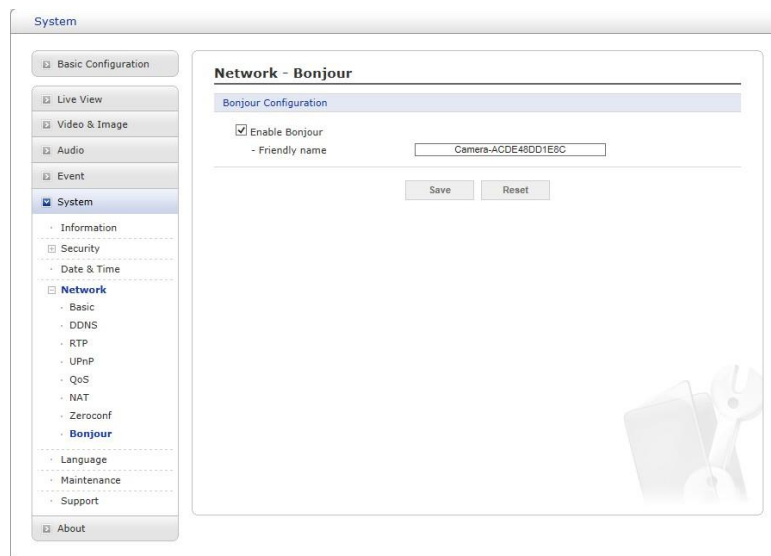 System
Basic Configuration
Live View
Video & Image
Audio
Event
System
Information
Security
Date & Time
Network
Basic
DDNS
RTP
UPnP
QoS
NAT
Zeroconf
Bonjour
Language
Maintenance
Support
About
Network - Bonjour
Bonjour Configuration
Enable Bonjour
- Friendly name Camera-ACDE48DD1E8C
Save Reset